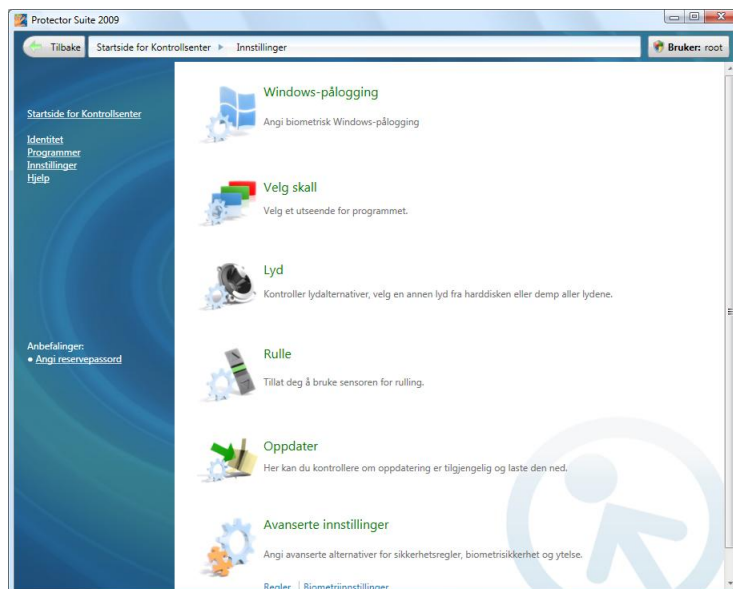 Protector Suite 2009
Tilbake Startside for Kontrollsenter Innstillinger Bruker: root
Startside for Kontrollsenter
Identitet
Programmer
Innstillinger
Hjelp
Anbefalinger:
• Angi reservepassord
Windows-pålogging
Angi biometrisk Windows-pålogging
Velg skall
Velg et utseende for programmet.
Lyd
Kontroller lydalternativer, velg en annen lyd fra harddisken eller demp aller lydene.
Rulle
Tillat deg å bruke sensoren for rulling.
Oppdater
Her kan du kontrollere om oppdatering er tilgjengelig og laste den ned.
Avanserte innstillinger
Angi avanserte alternativer for sikkerhetsregler, biometrisikkerhet og ytelse.
Regler | Biometriinnstillinger